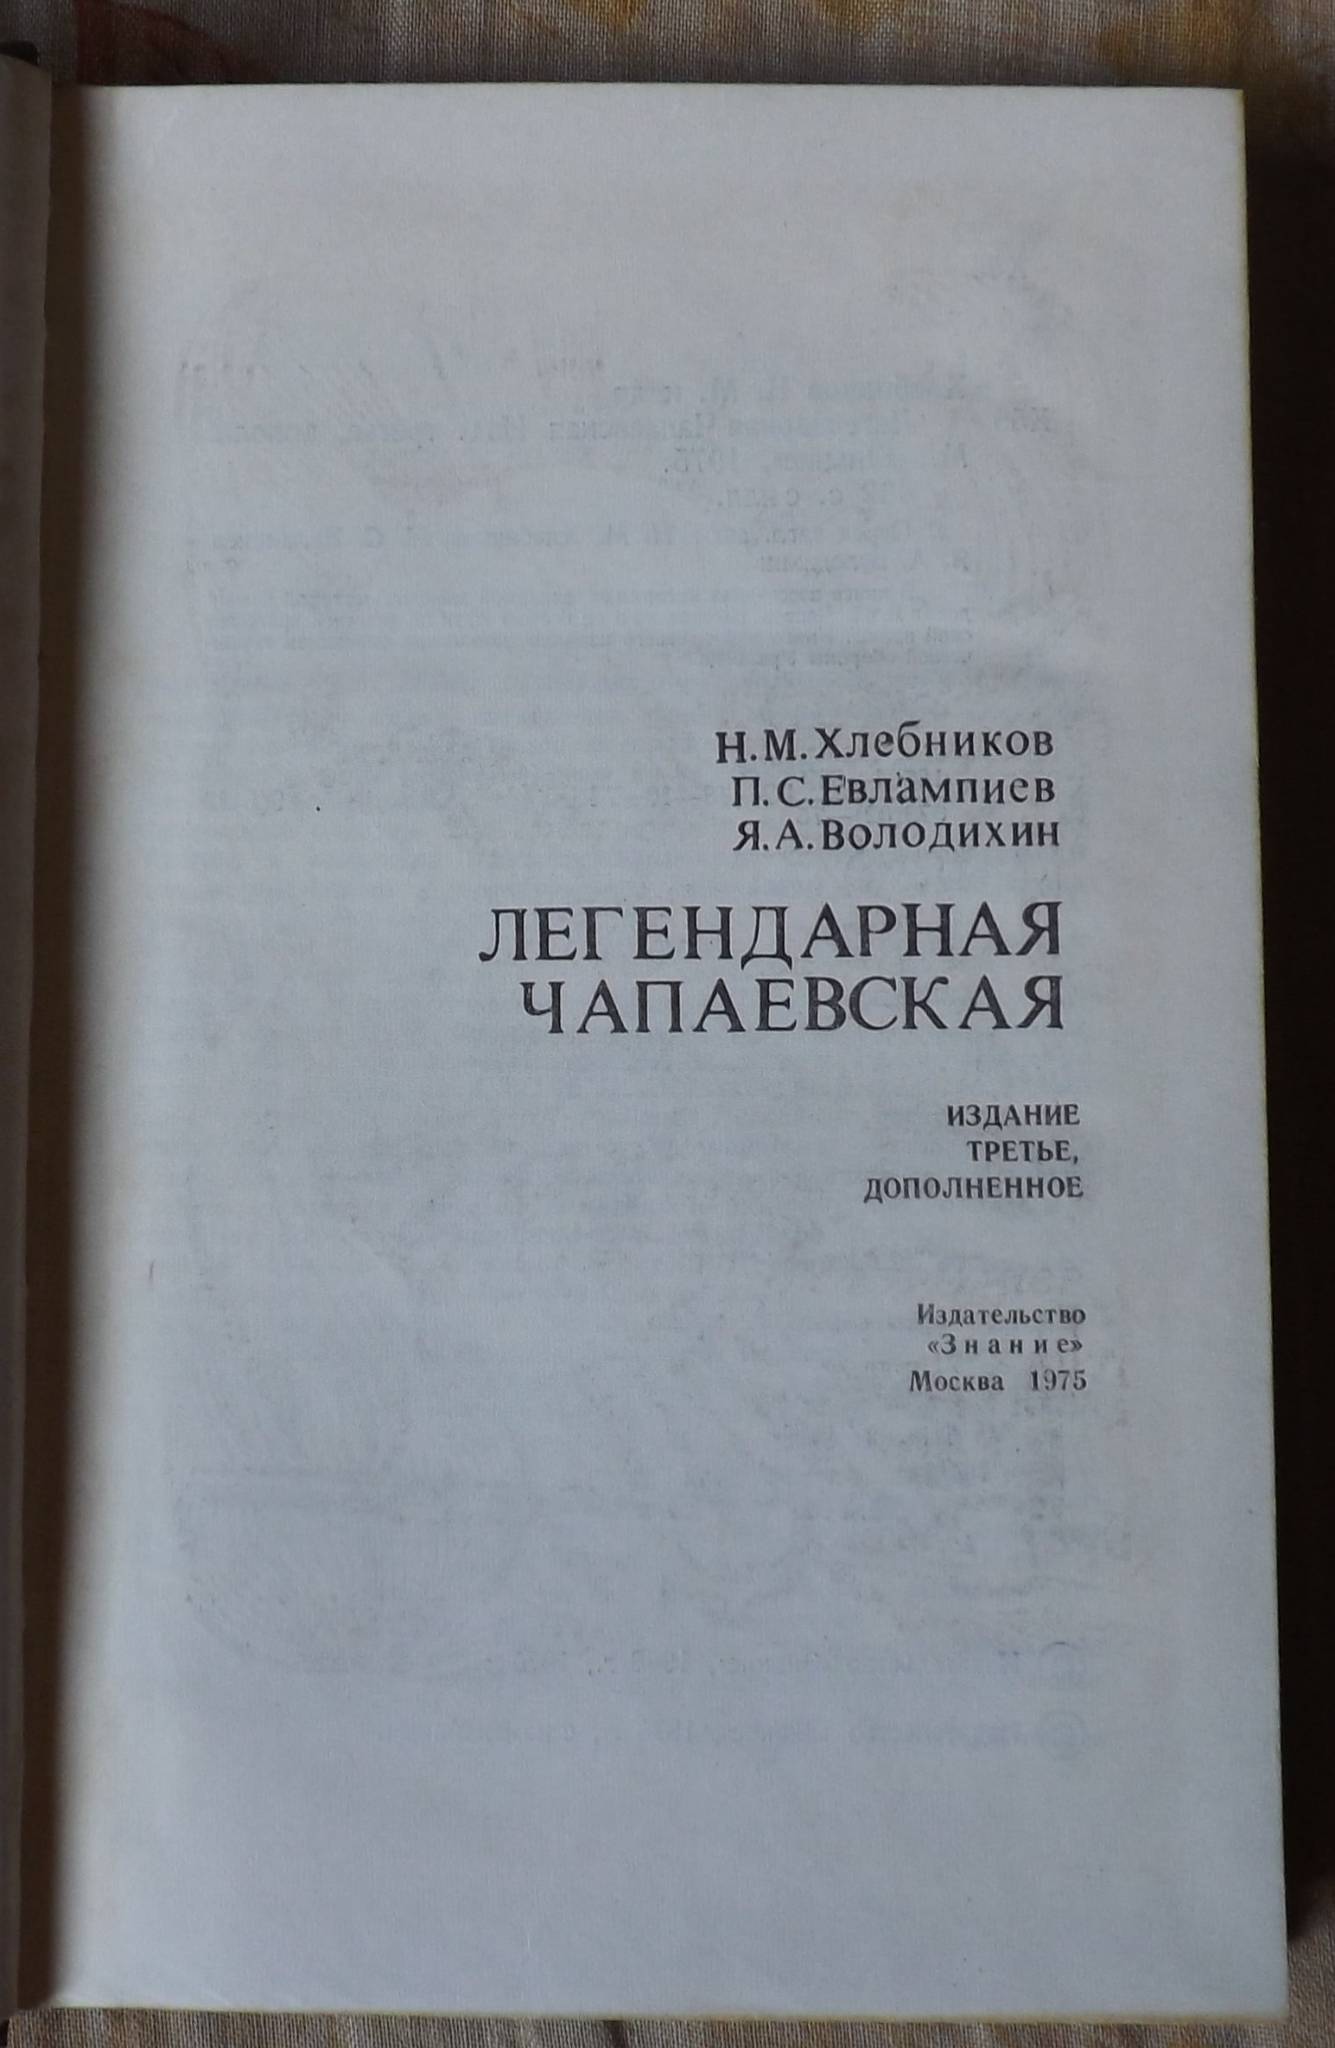 Н.М.Хлебников
П.С.Евлампиев
Я.А.Володихин
ЛЕГЕНДАРНАЯ
ЧАПАЕВСКАЯ
ИЗДАНИЕ
ТРЕТЬЕ,
ДОПОЛНЕННОЕ
Издательство
«Знание»
Москва 1975